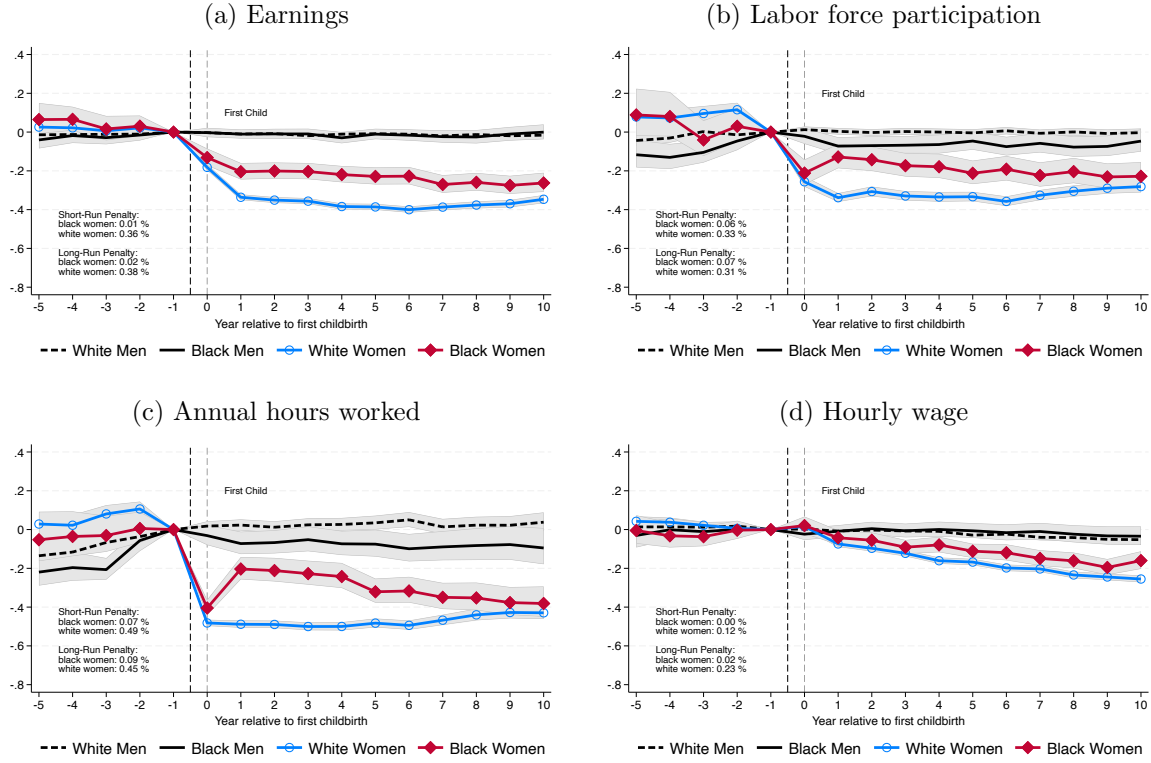 (a) Earnings
.4
.2
0
-.2
-.4
-.6
-.8
First Child
Short-Run Penalty:
black women: 0.01 %
white women: 0.36 %
Long-Run Penalty:
black women: 0.02 %
white women: 0.38 %
-5 -4 -3 -2 -1 0 1 2 3 4 5 6 7 8 9 10
Year relative to first childbirth
White Men Black Men White Women Black Women
(b) Labor force participation
.4
.2
0
-.2
-.4
-.6
-.8
First Child
Short-Run Penalty:
black women: 0.06 %
white women: 0.33 %
Long-Run Penalty:
black women: 0.07 %
white women: 0.31 %
-5 -4 -3 -2 -1 0 1 2 3 4 5 6 7 8 9 10
Year relative to first childbirth
White Men Black Men White Women Black Women
(c) Annual hours worked
.4
.2
0
-.2
-.4
-.6
-.8
First Child
Short-Run Penalty:
black women: 0.07 %
white women: 0.49 %
Long-Run Penalty:
black women: 0.09 %
white women: 0.45 %
-5 -4 -3 -2 -1 0 1 2 3 4 5 6 7 8 9 10
Year relative to first childbirth
White Men Black Men White Women Black Women
(d) Hourly wage
.4
.2
0
-.2
-.4
-.6
-.8
First Child
Short-Run Penalty:
black women: 0.00 %
white women: 0.12 %
Long-Run Penalty:
black women: 0.02 %
white women: 0.23 %
-5 -4 -3 -2 -1 0 1 2 3 4 5 6 7 8 9 10
Year relative to first childbirth
White Men Black Men White Women Black Women